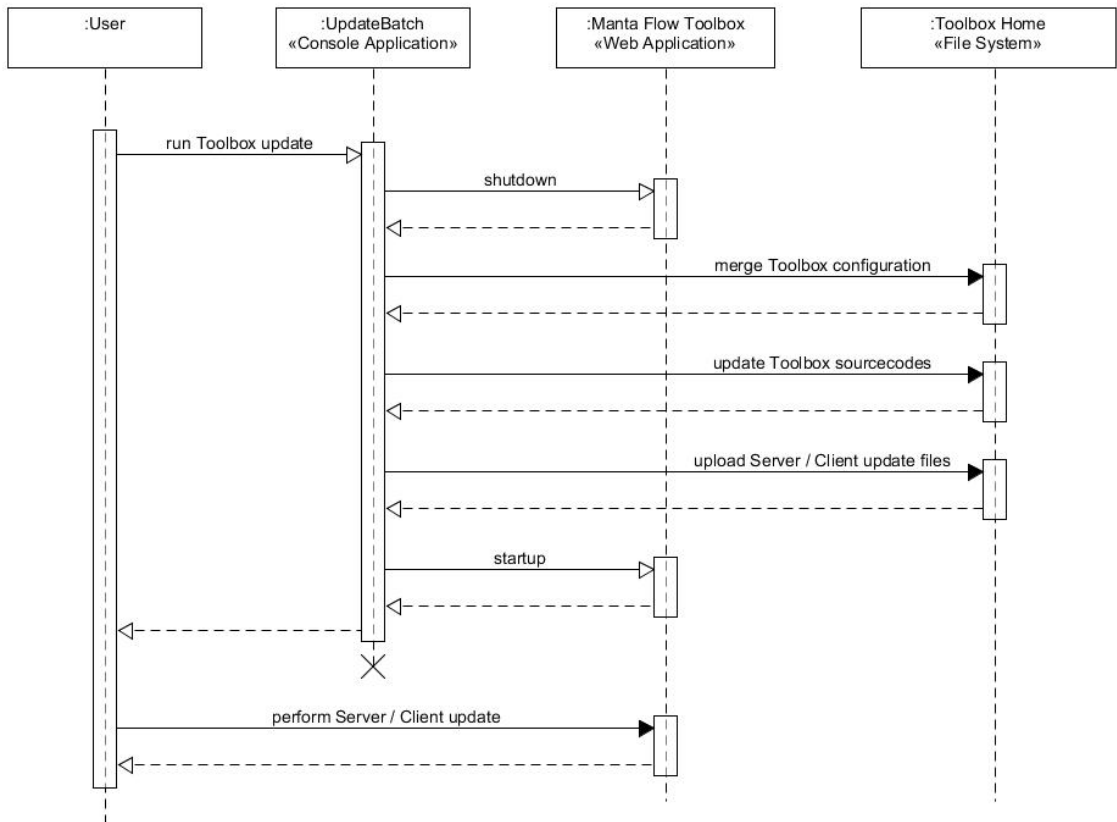 :User
:UpdateBatch
«Console Application»
:Manta Flow Toolbox
«Web Application»
:Toolbox Home
«File System»
run Toolbox update
shutdown
merge Toolbox configuration
update Toolbox sourcecodes
upload Server / Client update files
startup
perform Server / Client update